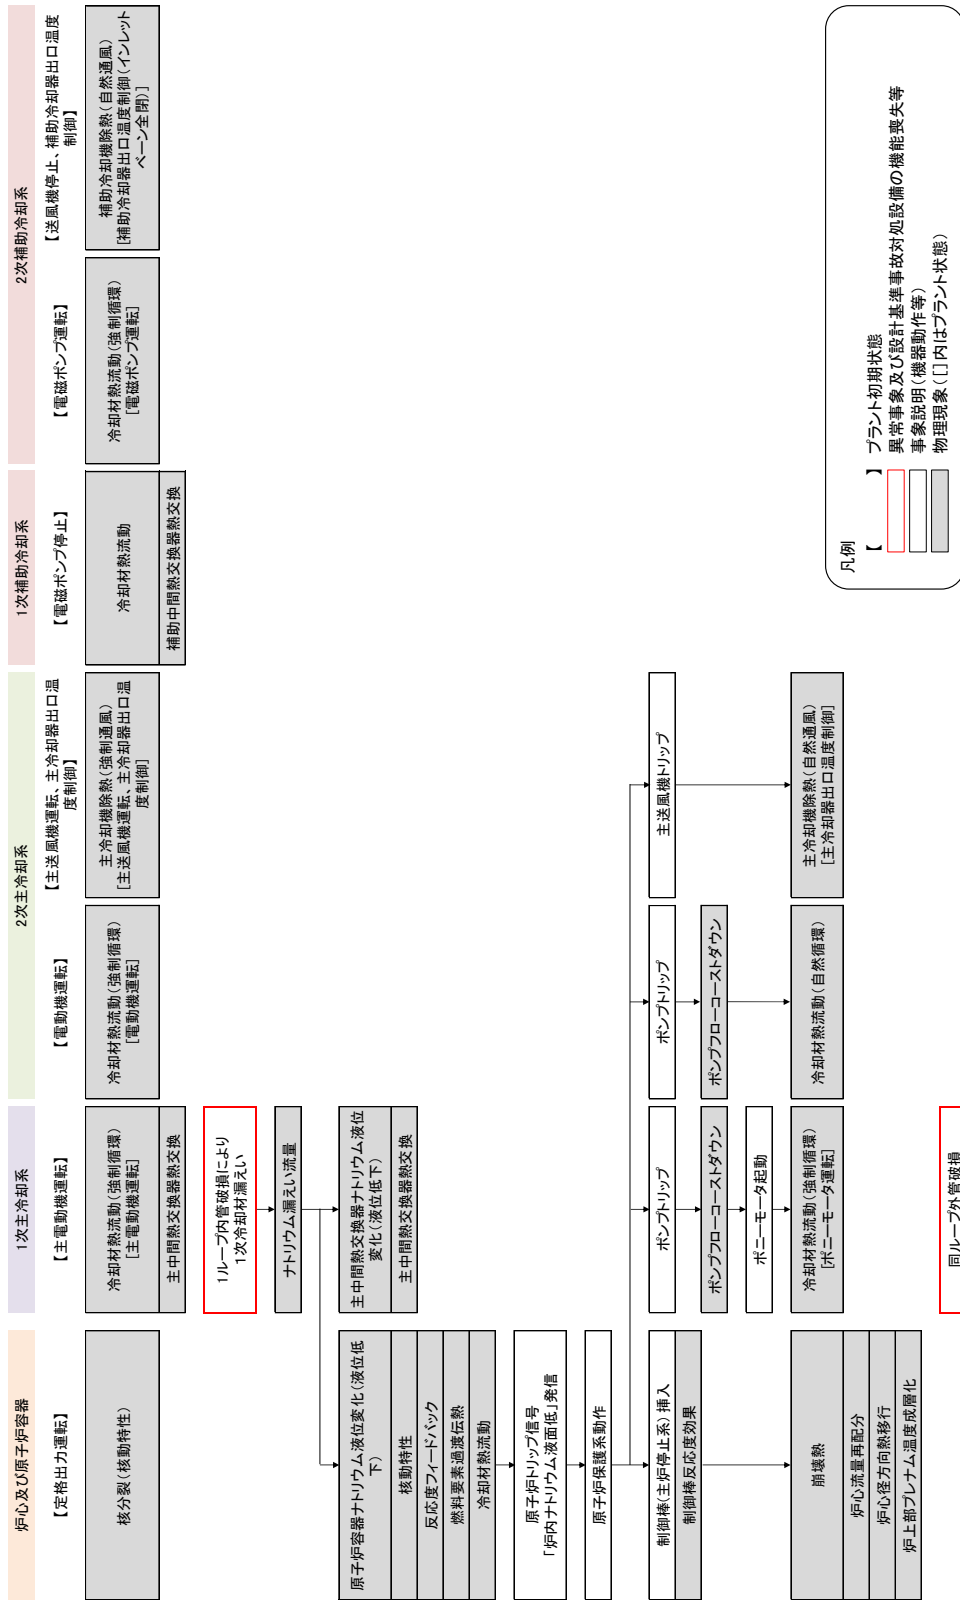 炉心及び原子炉容器
【定格出力運転】
核分裂(核動特性)
原子炉容器ナトリウム液位変化(液位低
下)
核動特性
反応度フィードバック
燃料要素過渡伝熱
冷却材熱流動
原子炉トリップ信号
「炉内ナトリウム液面低」発信
原子炉保護系動作
制御棒(主炉停止系)挿入
制御棒反応度効果
崩壊熱
炉心流量再配分
炉心径方向熱移行
炉上部プレナム温度成層化
1次主冷却系
【主電動機運転】
冷却材熱流動(強制循環)
[主電動機運転]
主中間熱交換器熱交換
1ループ内管破損により
1次冷却材漏えい
ナトリウム漏えい流量
主中間熱交換器ナトリウム液位
変化(液位低下)
主中間熱交換器熱交換
ポンプトリップ
ポンプフローコーストダウン
ポニーモータ起動
冷却材熱流動(強制循環)
[ポニーモータ運転]
同ループ外管破損
2次主冷却系
【電動機運転】
冷却材熱流動(強制循環)
[電動機運転]
ポンプトリップ
ポンプフローコーストダウン
冷却材熱流動(自然循環)
【主送風機運転、主冷却器出口温
度制御】
主冷却機除熱(強制通風)
[主送風機運転、主冷却器出口温
度制御]
主送風機トリップ
主冷却機除熱(自然通風)
[主冷却器出口温度制御]
1次補助冷却系
【電磁ポンプ停止】
冷却材熱流動
補助中間熱交換器熱交換
2次補助冷却系
【電磁ポンプ運転】
冷却材熱流動(強制循環)
[電磁ポンプ運転]
【送風機停止、補助冷却器出口温度
制御】
補助冷却機除熱(自然通風)
[補助冷却器出口温度制御(インレット
ベーン全閉)]
凡例
【 】 プラント初期状態
異常事象及び設計基準事故対処設備の機能喪失等
事象説明(機器動作等)
物理現象([]内はプラント状態)